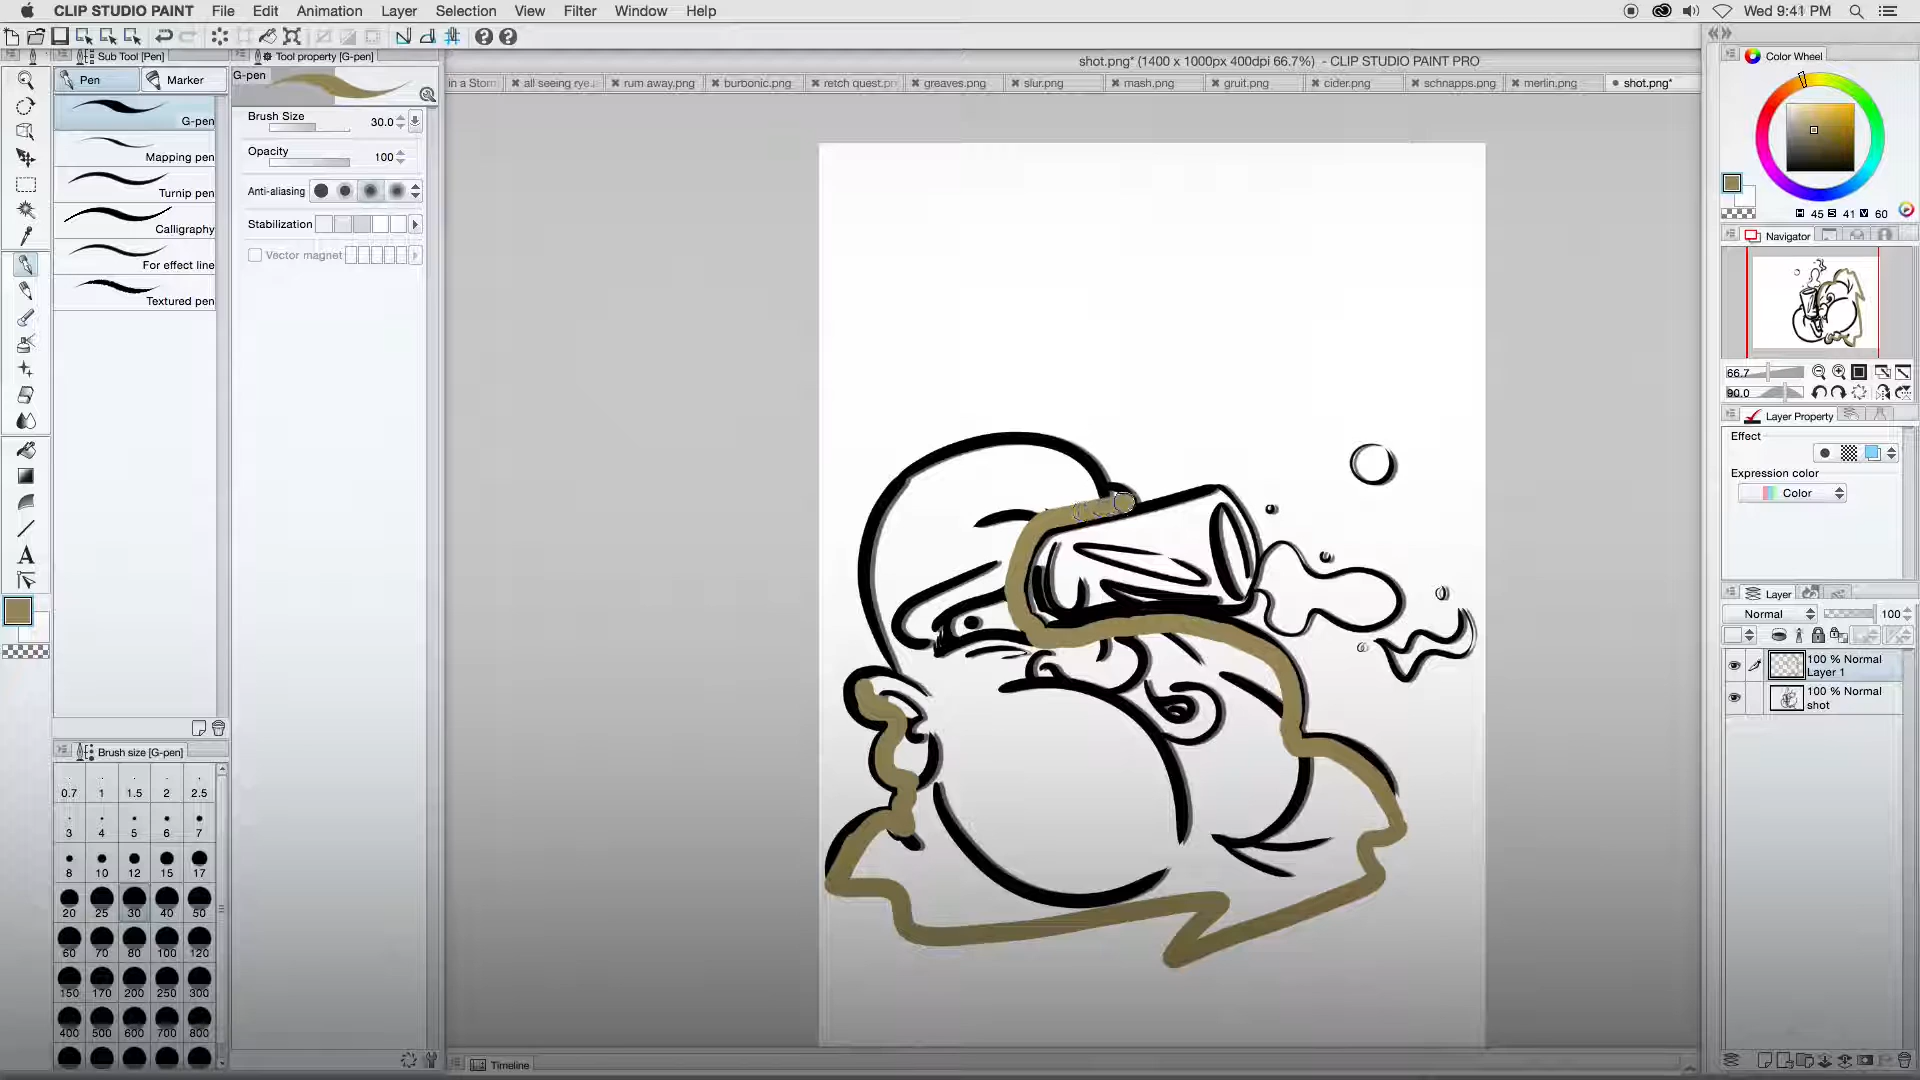 CLIP STUDIO PAINT File Edit Animation Layer Selection View Filter Window Help Wed 9:41 PM
Sub Tool [Pen] Tool property [G-pen]
shot.png* (1400 x 1000px 400dpi 66.7%) - CLIP STUDIO PAINT PRO
Color Wheel
Pen Marker
G-pen
in a Storm all seeing rye. rum away.png burbonic.png retch quest.pn greaves.png slur.png mash.png gruit.png cider.png schnapps.png merlin.png shot.png*
G-pen
Mapping pen
Turnip pen
Calligraphy
For effect line
Textured pen
Brush Size 30.0
Opacity 100
Anti-aliasing
Stabilization
Vector magnet
H 45 S 41 V 60
Navigator
66.7
90.0
Layer Property
Effect
Expression color
Color
Layer
Normal 100
100 % Normal
Layer 1
100 % Normal
shot
A
Brush size [G-pen]
0.7 1 1.5 2 2.5
3 4 5 6 7
8 10 12 15 17
20 25 30 40 50
60 70 80 100 120
150 170 200 250 300
400 500 600 700 800
Timeline